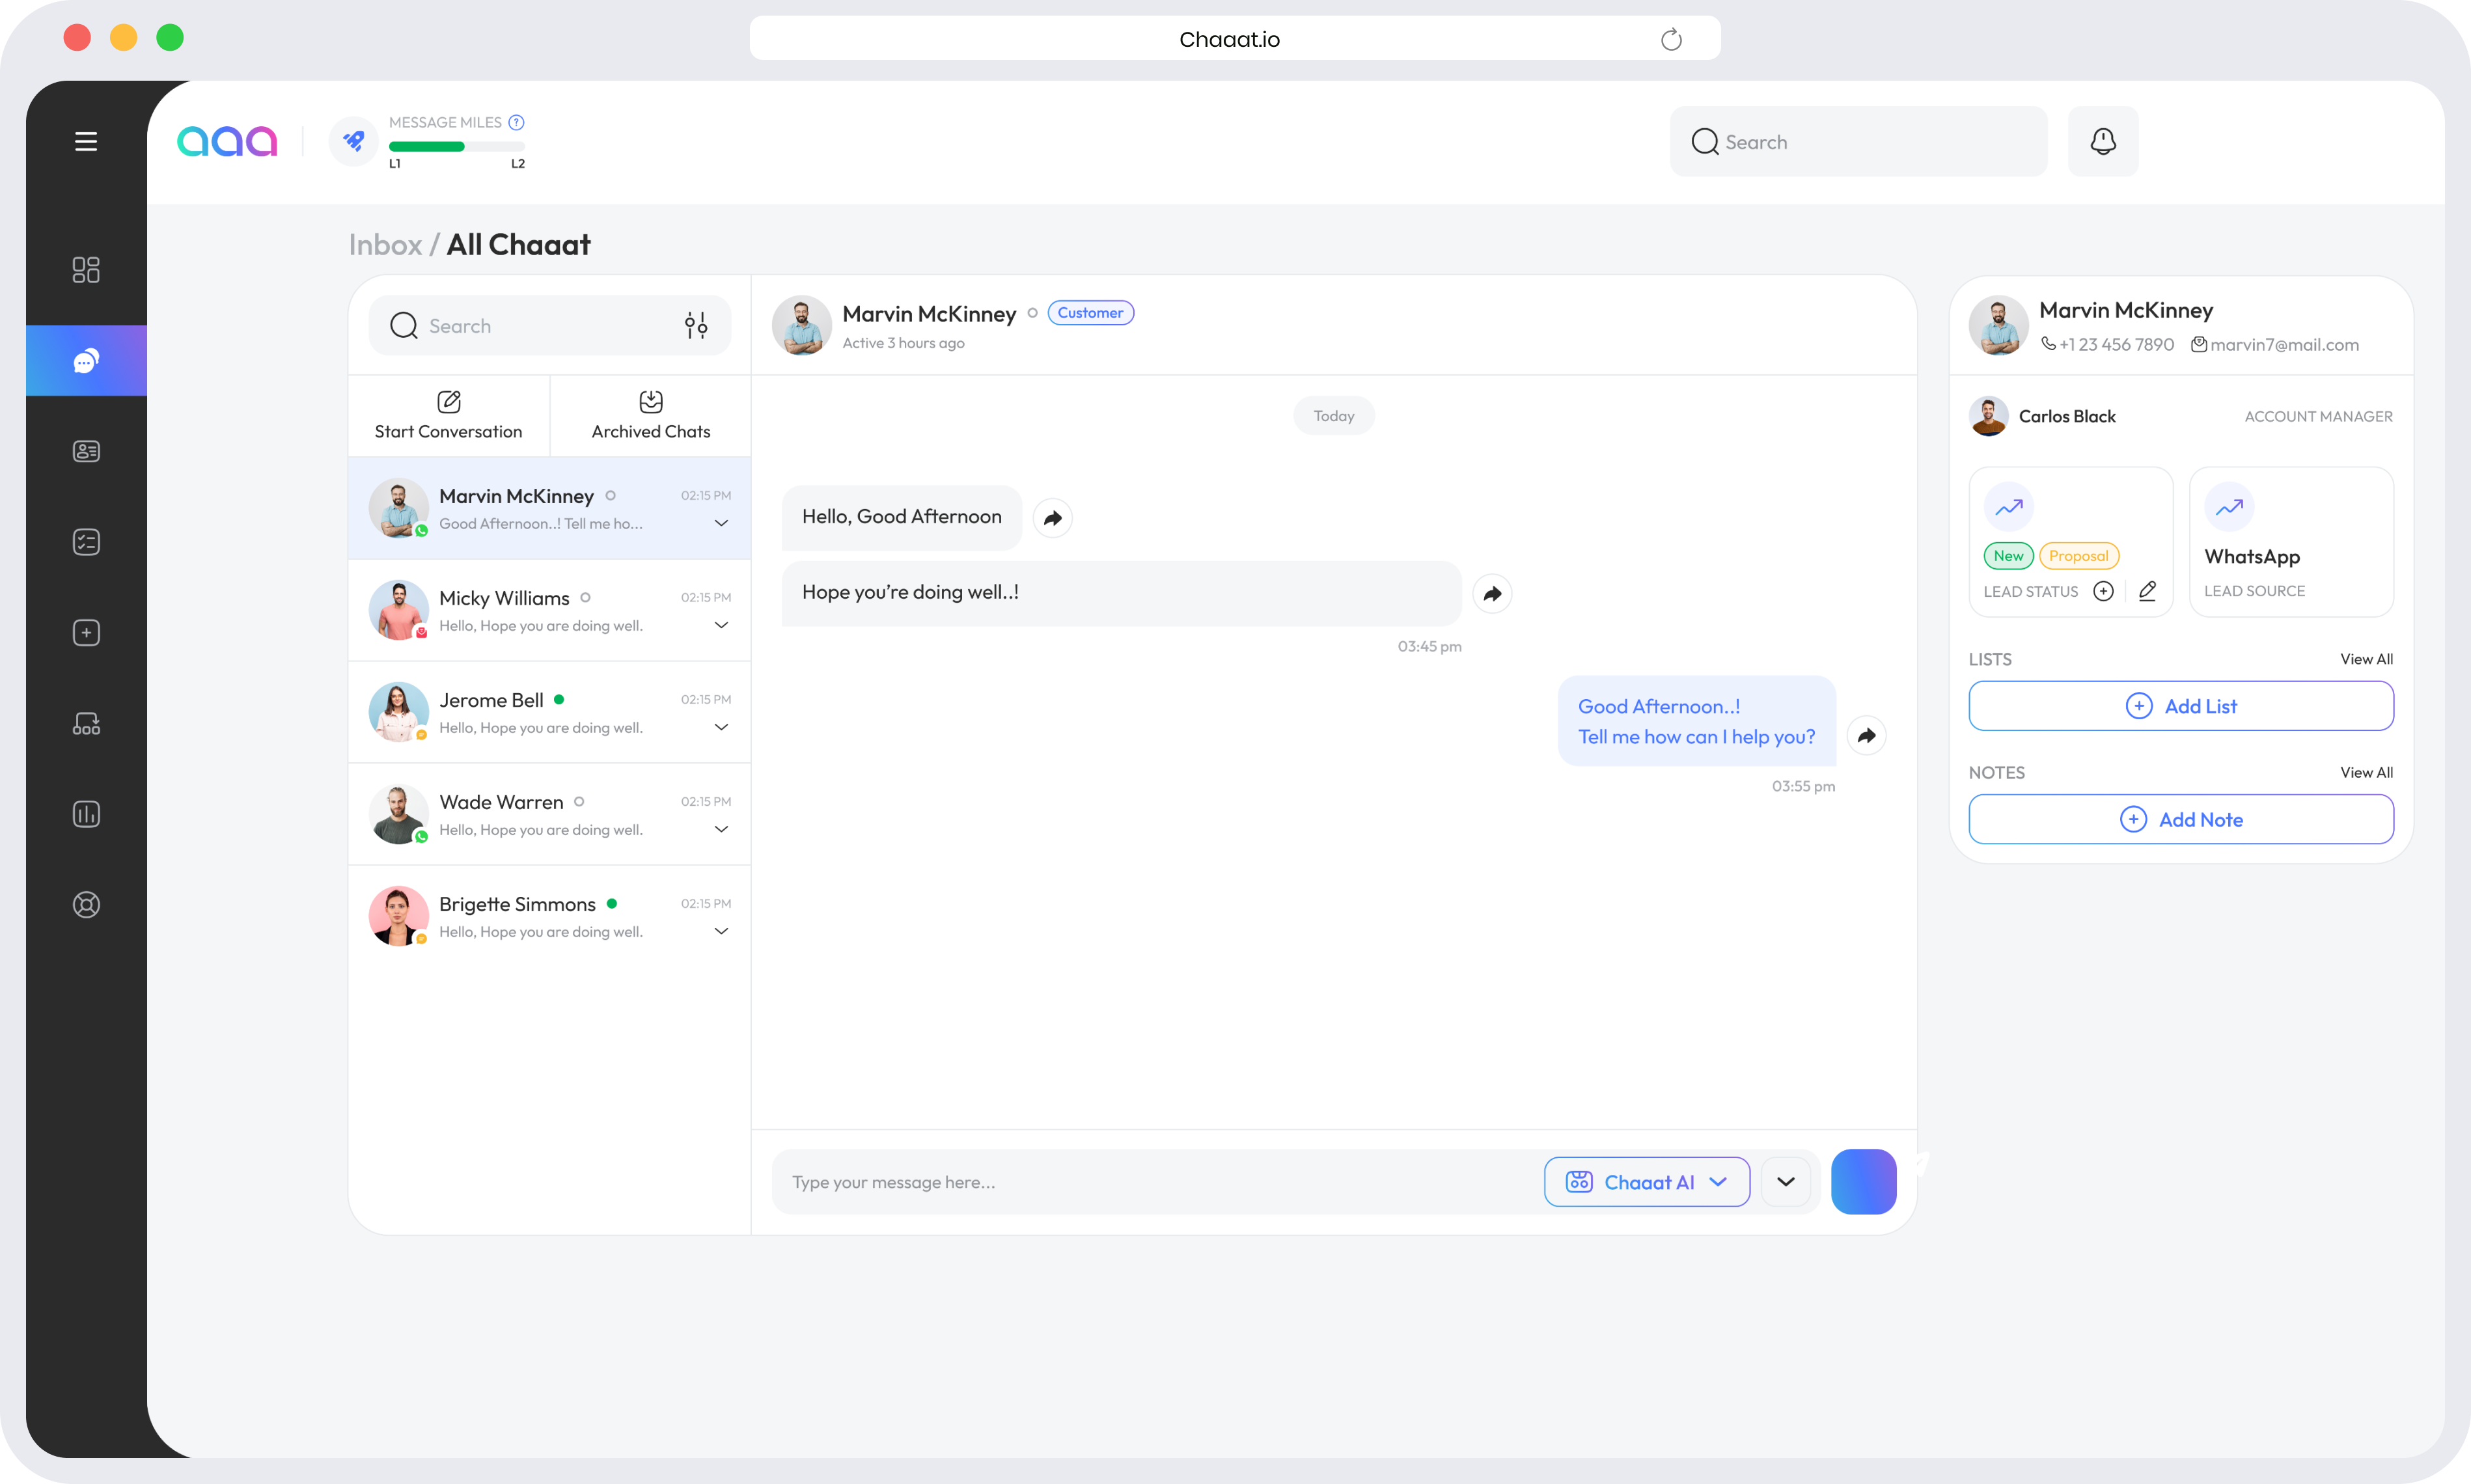 Chaaat.io
aaa
MESSAGE MILES ?
L1 L2
Search
Inbox / All Chaaat
Search
Start Conversation
Archived Chats
Marvin McKinney 02:15 PM
Good Afternoon..! Tell me ho...
Micky Williams 02:15 PM
Hello, Hope you are doing well.
Jerome Bell 02:15 PM
Hello, Hope you are doing well.
Wade Warren 02:15 PM
Hello, Hope you are doing well.
Brigette Simmons 02:15 PM
Hello, Hope you are doing well.
Marvin McKinney Customer
Active 3 hours ago
Today
Hello, Good Afternoon
Hope you’re doing well..!
03:45 pm
Good Afternoon..!
Tell me how can I help you?
03:55 pm
Type your message here...
Chaaat AI
Marvin McKinney
+1 23 456 7890 marvin7@mail.com
Carlos Black ACCOUNT MANAGER
New Proposal
LEAD STATUS
WhatsApp
LEAD SOURCE
LISTS View All
Add List
NOTES View All
Add Note